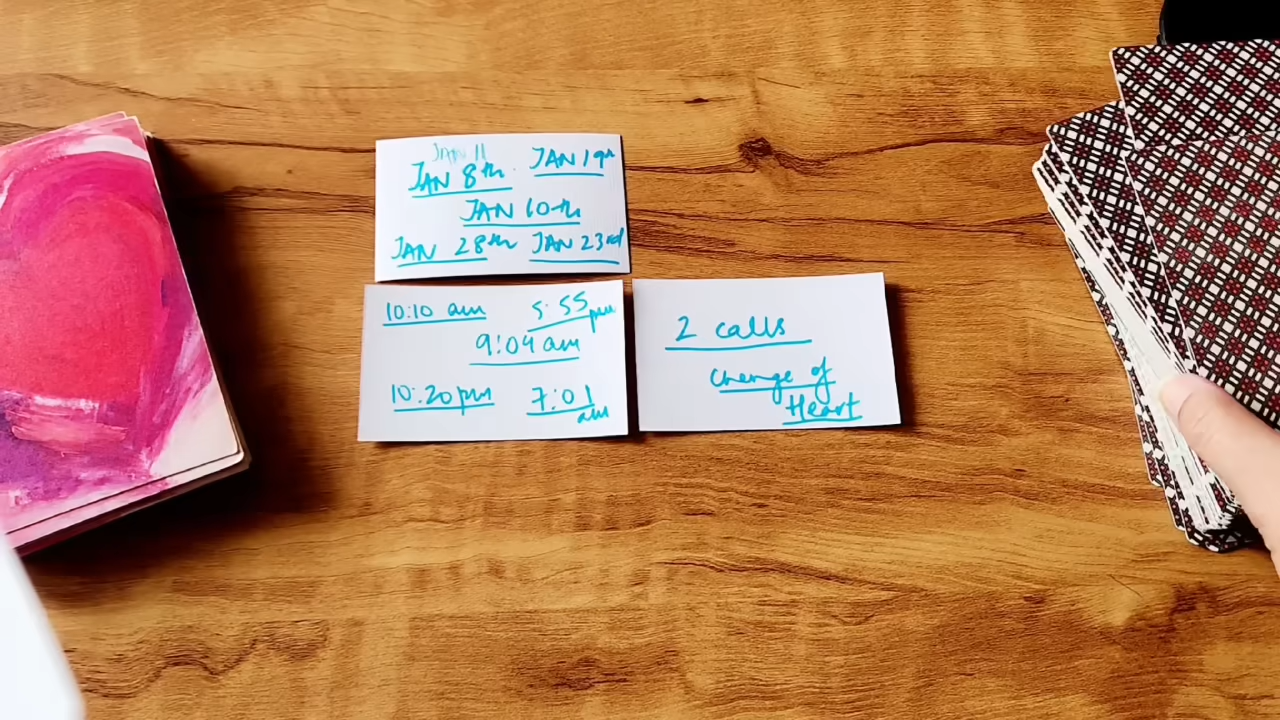 JAN 11
JAN 8th. JAN 19th
JAN 10th
JAN 28th JAN 23rd
10:10 am 5:55 pm
9:04 am
10:20 pm 7:01 am
2 calls
Change of
Heart